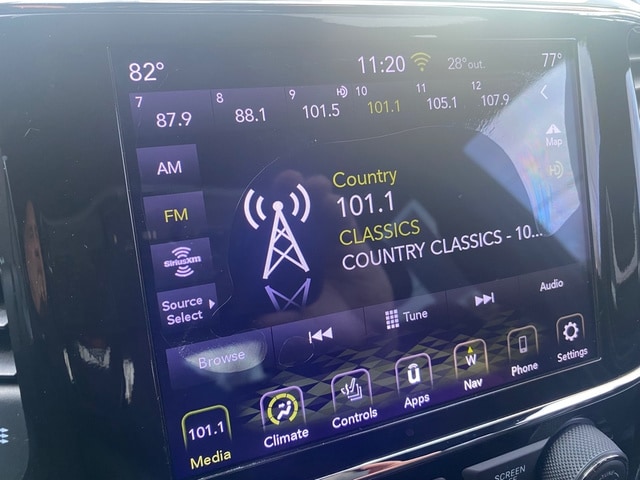 82° 11:20 28°out. 77°
7 8 9 HD 10 11 12
87.9 88.1 101.5 101.1 105.1 107.9
Map
AM
FM
HD
SiriusXM
Source
Select
Country
101.1
CLASSICS
COUNTRY CLASSICS - 10...
Browse Tune Audio
101.1
W
Media Climate Controls Apps Nav Phone Settings
SCREEN